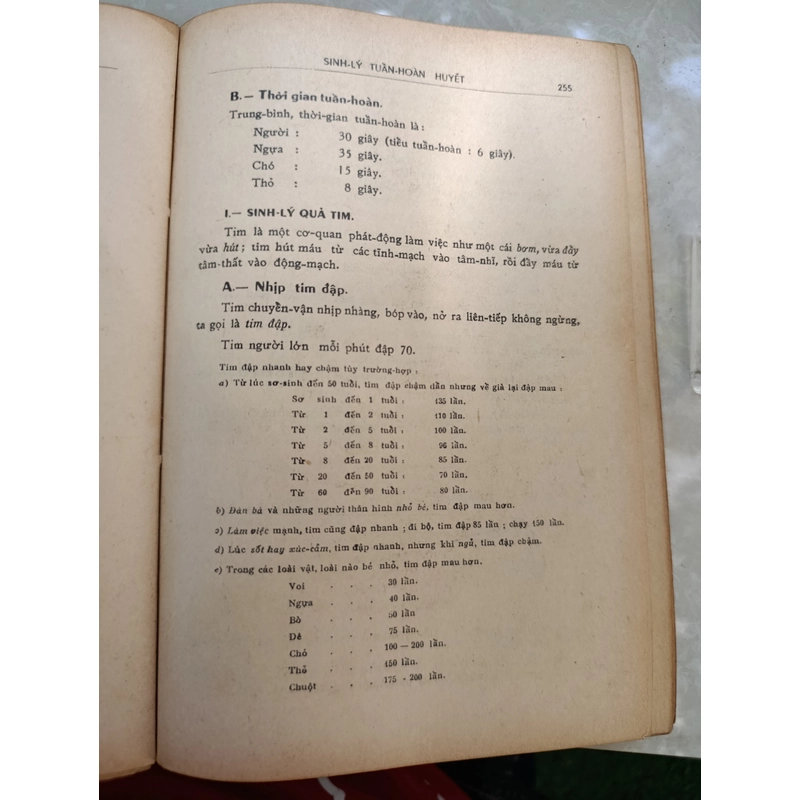 SINH-LÝ TUẦN-HOÀN HUYẾT
255
B.— Thời gian tuần-hoàn.
Trung-bình, thời-gian tuần-hoàn là :
Người : 30 giây (tiểu tuần-hoàn : 6 giây).
Ngựa : 35 giây.
Chó : 15 giây.
Thỏ : 8 giây.
I.— SINH-LÝ QUẢ TIM.
Tim là một cơ-quan phát-động làm việc như một cái bơm, vừa đẩy
vừa hút ; tim hút máu từ các tĩnh-mạch vào tâm-nhĩ, rồi đẩy máu từ
tâm-thất vào động-mạch.
A.— Nhịp tim đập.
Tim chuyển-vận nhịp nhàng, bóp vào, nở ra liên-tiếp không ngừng,
ta gọi là tim đập.
Tim người lớn mỗi phút đập 70.
Tim đập nhanh hay chậm tùy trường-hợp :
a) Từ lúc sơ-sinh đến 50 tuổi, tim đập chậm dần nhưng về già lại đập mau :
Sơ sinh đến 1 tuổi : 135 lần.
Từ 1 đến 2 tuổi : 110 lần.
Từ 2 đến 5 tuổi : 100 lần.
Từ 5 đến 8 tuổi : 96 lần.
Từ 8 đến 20 tuổi : 85 lần.
Từ 20 đến 50 tuổi : 70 lần.
Từ 60 đến 90 tuổi : 80 lần.
b) Đàn bà và những người thân hình nhỏ bé, tim đập mau hơn.
c) Làm việc mạnh, tim cũng đập nhanh ; đi bộ, tim đập 85 lần ; chạy 150 lần.
d) Lúc sốt hay xúc-cảm, tim đập nhanh, nhưng khi ngủ, tim đập chậm.
e) Trong các loài vật, loài nào bé nhỏ, tim đập mau hơn.
Voi . . . 30 lần.
Ngựa . . . 40 lần.
Bò . . . 50 lần
Dê . . . 75 lần.
Chó . . . 100 — 200 lần.
Thỏ . . . 150 lần.
Chuột . . . 175 - 200 lần.